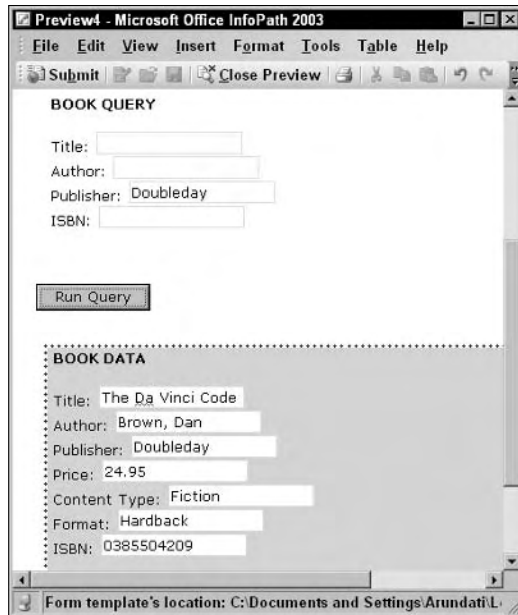 Preview4 - Microsoft Office InfoPath 2003
File Edit View Insert Format Tools Table Help
Submit Close Preview
BOOK QUERY
Title:
Author:
Publisher: Doubleday
ISBN:
Run Query
BOOK DATA
Title: The Da Vinci Code
Author: Brown, Dan
Publisher: Doubleday
Price: 24.95
Content Type: Fiction
Format: Hardback
ISBN: 0385504209
Form template's location: C:\Documents and Settings\Arundati\L